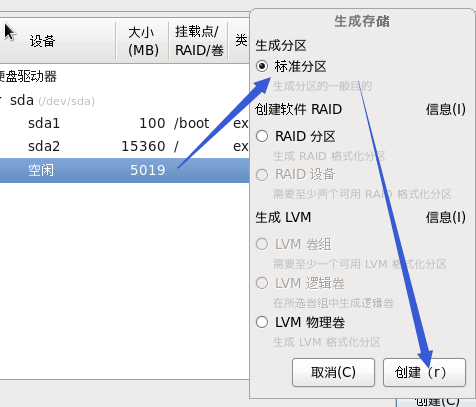 设备
大小
(MB)
挂载点/
RAID/卷
类
硬盘驱动器
sda (/dev/sda)
sda1 100 /boot ex
sda2 15360 / ex
空闲 5019
生成存储
生成分区
标准分区
生成分区的一般目的
创建软件 RAID 信息(I)
RAID 分区
生成 RAID 格式化分区
RAID 设备
需要至少两个可用 RAID 格式化分区
生成 LVM 信息(I)
LVM 卷组
需要至少一个可用 LVM 格式化分区
LVM 逻辑卷
在所选卷组中生成逻辑卷
LVM 物理卷
生成 LVM 格式化分区
取消(C) 创建（r）
创建(C)